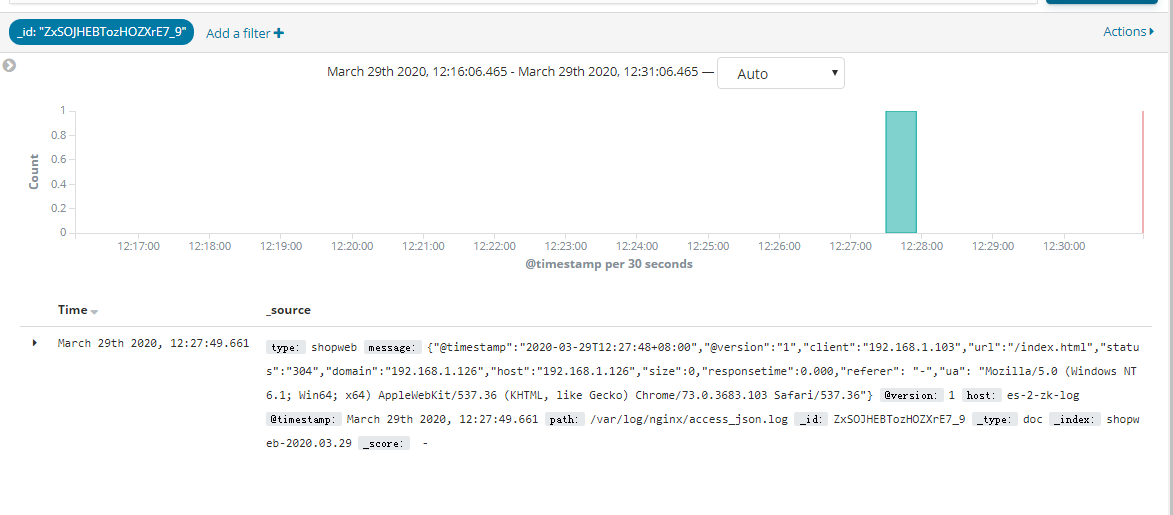 _id: "ZxSOJHEBTozHOZXrE7_9"
Add a filter
Actions
March 29th 2020, 12:16:06.465 - March 29th 2020, 12:31:06.465 —
Auto
1
0.8
0.6
0.4
0.2
0
Count
12:17:00 12:18:00 12:19:00 12:20:00 12:21:00 12:22:00 12:23:00 12:24:00 12:25:00 12:26:00 12:27:00 12:28:00 12:29:00 12:30:00
@timestamp per 30 seconds
Time _source
March 29th 2020, 12:27:49.661
type: shopweb message: {"@timestamp":"2020-03-29T12:27:48+08:00","@version":"1","client":"192.168.1.103","url":"/index.html","statu
s":"304","domain":"192.168.1.126","host":"192.168.1.126","size":0,"responsetime":0.000,"referer": "-","ua": "Mozilla/5.0 (Windows NT
6.1; Win64; x64) AppleWebKit/537.36 (KHTML, like Gecko) Chrome/73.0.3683.103 Safari/537.36"} @version: 1 host: es-2-zk-log
@timestamp: March 29th 2020, 12:27:49.661 path: /var/log/nginx/access_json.log _id: ZxSOJHEBTozHOZXrE7_9 _type: doc _index: shopw
eb-2020.03.29 _score: -